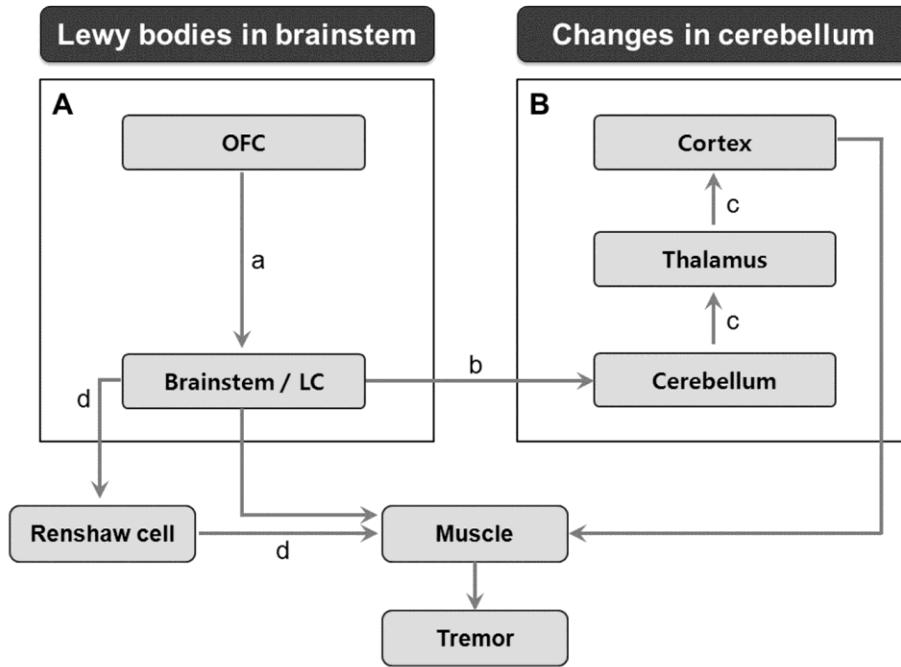 Lewy bodies in brainstem
Changes in cerebellum
A
OFC
a
Brainstem / LC
d
b
B
Cortex
c
Thalamus
c
Cerebellum
Renshaw cell
d
Muscle
Tremor